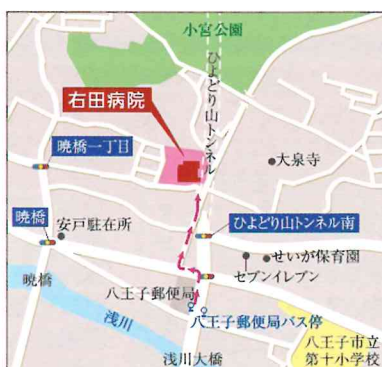 小宮公園
ひよどり山トンネル
右田病院
暁橋一丁目
大泉寺
暁橋
安戸駐在所
ひよどり山トンネル南
せいが保育園
セブンイレブン
暁橋
八王子郵便局
八王子郵便局バス停
浅川
浅川大橋
八王子市立
第十小学校